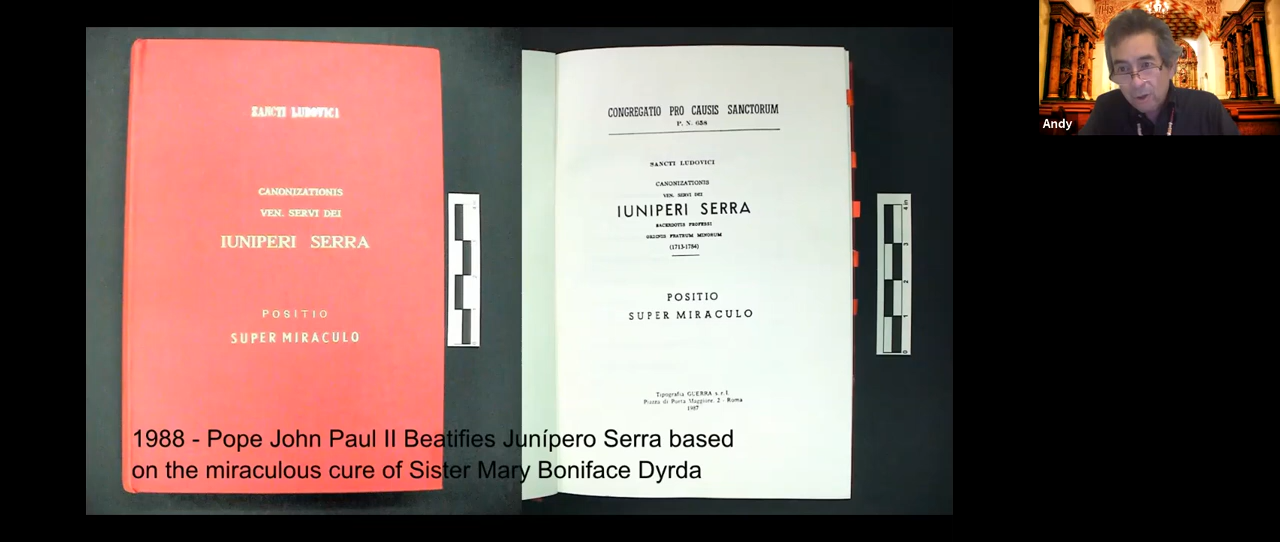 SANCTI LUDOVICI
CANONIZATIONIS
VEN. SERVI DEI
IUNIPERI SERRA
POSITIO
SUPER MIRACULO
CONGREGATIO PRO CAUSIS SANCTORUM
P. N. 658
SANCTI LUDOVICI
CANONIZATIONIS
VEN. SERVI DEI
IUNIPERI SERRA
SACERDOTIS PROFESSI
ORDINIS FRATRUM MINORUM
(1713-1784)
POSITIO
SUPER MIRACULO
Tipografia GUERRA s.r.l.
Piazza di Porta Maggiore, 2 - Roma
1987
1988 - Pope John Paul II Beatifies Junípero Serra based
on the miraculous cure of Sister Mary Boniface Dyrda
Andy